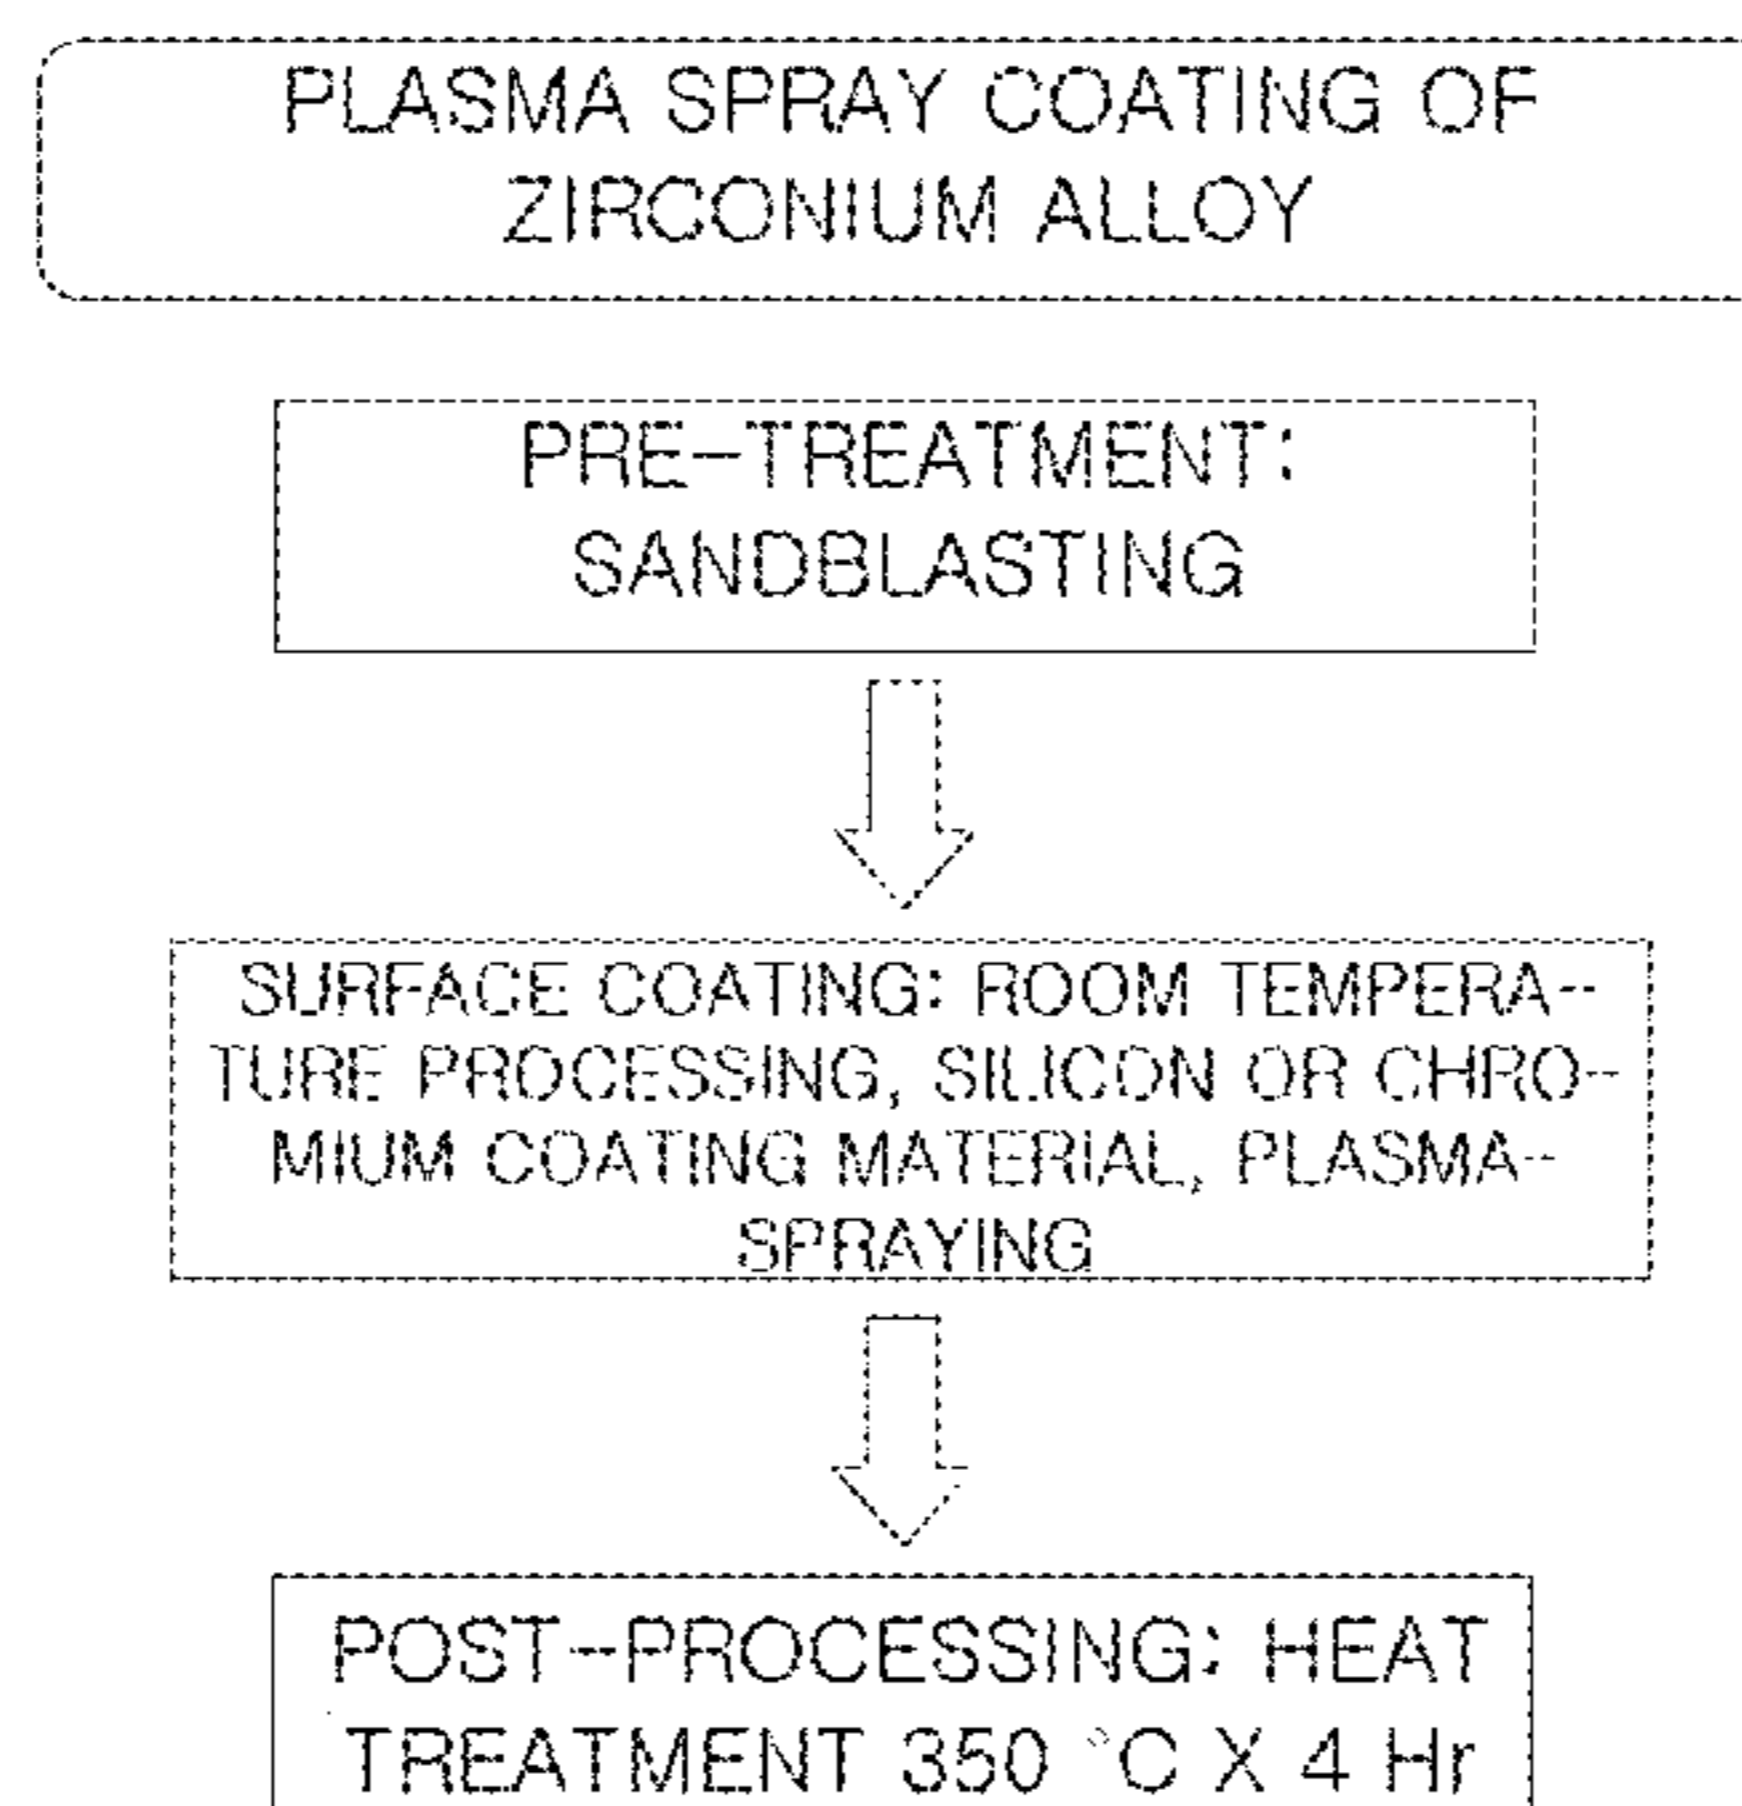 PLASMA SPRAY COATING OF
ZIRCONIUM ALLOY
PRE-TREATMENT:
SANDBLASTING
SURFACE COATING: ROOM TEMPERA-
TURE PROCESSING, SILICON OR CHRO-
MIUM COATING MATERIAL, PLASMA-
SPRAYING
POST-PROCESSING: HEAT
TREATMENT 350 °C X 4 Hr